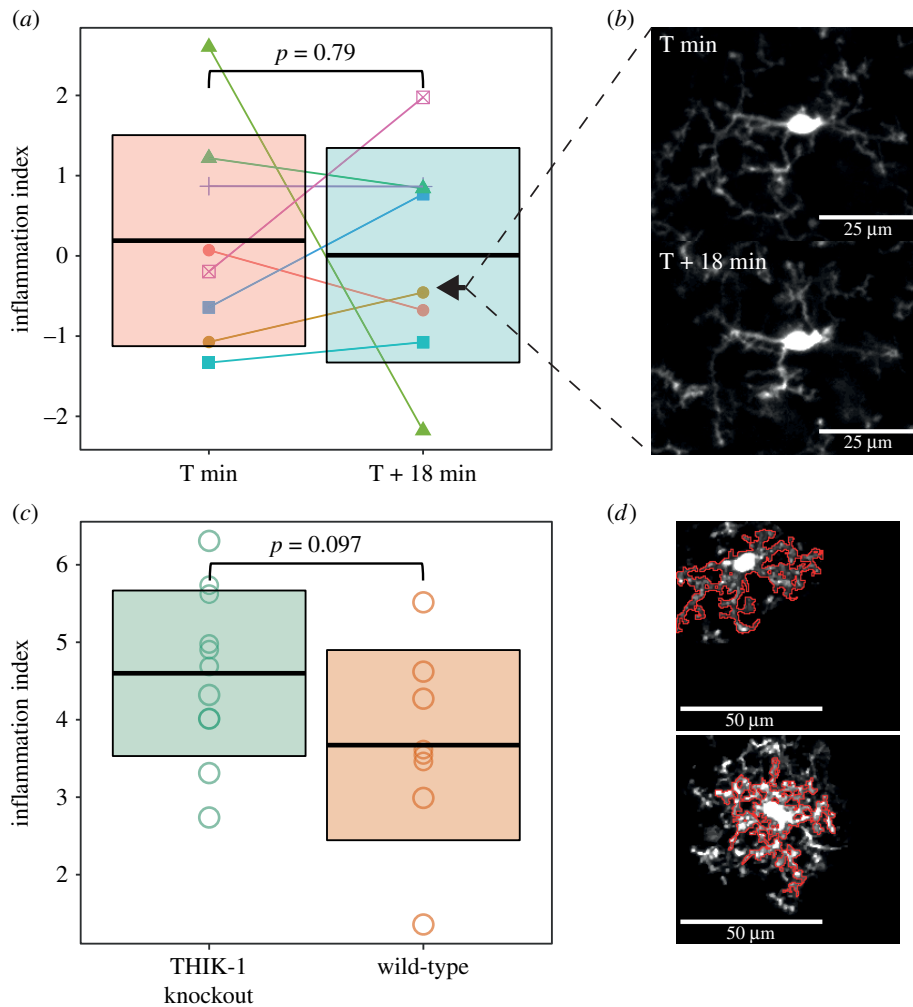 (a)
p = 0.79
inflammation index
2
1
0
–1
–2
T min
T + 18 min
(b)
T min
25 µm
T + 18 min
25 µm
(c)
p = 0.097
inflammation index
6
5
4
3
2
THIK-1
knockout
wild-type
(d)
50 µm
50 µm